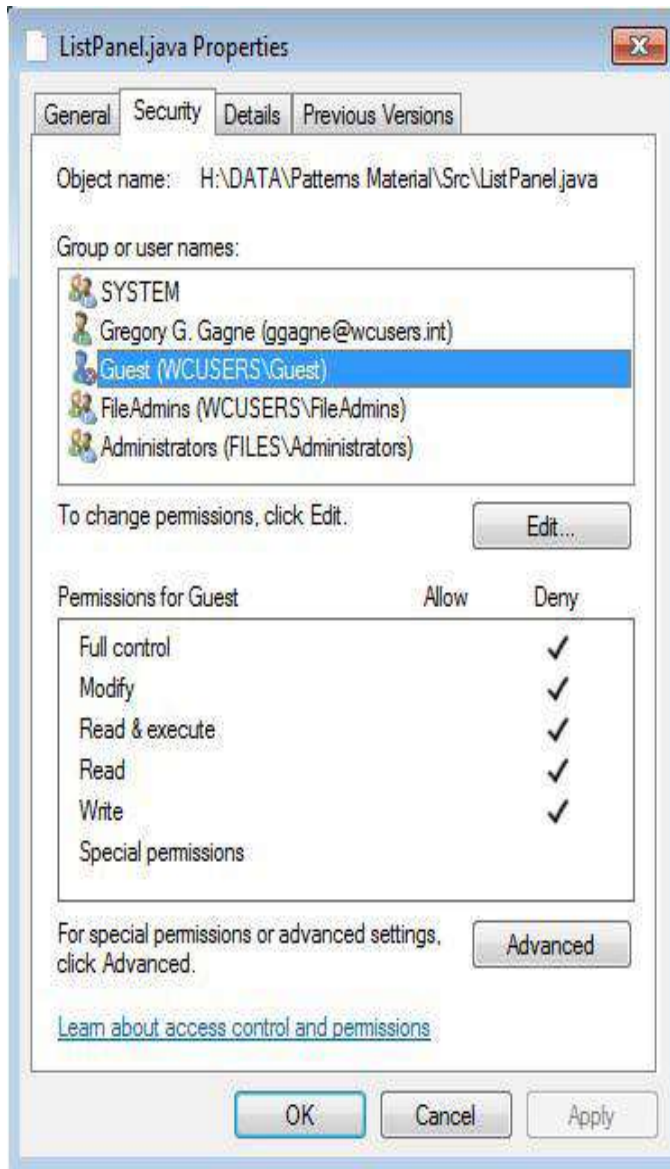 ListPanel.java Properties
General Security Details Previous Versions
Object name: H:\DATA\Patterns Material\Src\ListPanel.java
Group or user names:
SYSTEM
Gregory G. Gagne (ggagne@wcusers.int)
Guest (WCUSERS\Guest)
FileAdmins (WCUSERS\FileAdmins)
Administrators (FILES\Administrators)
To change permissions, click Edit.
Edit...
Permissions for Guest Allow Deny
Full control
Modify
Read & execute
Read
Write
Special permissions
For special permissions or advanced settings,
click Advanced.
Advanced
Learn about access control and permissions
OK Cancel Apply